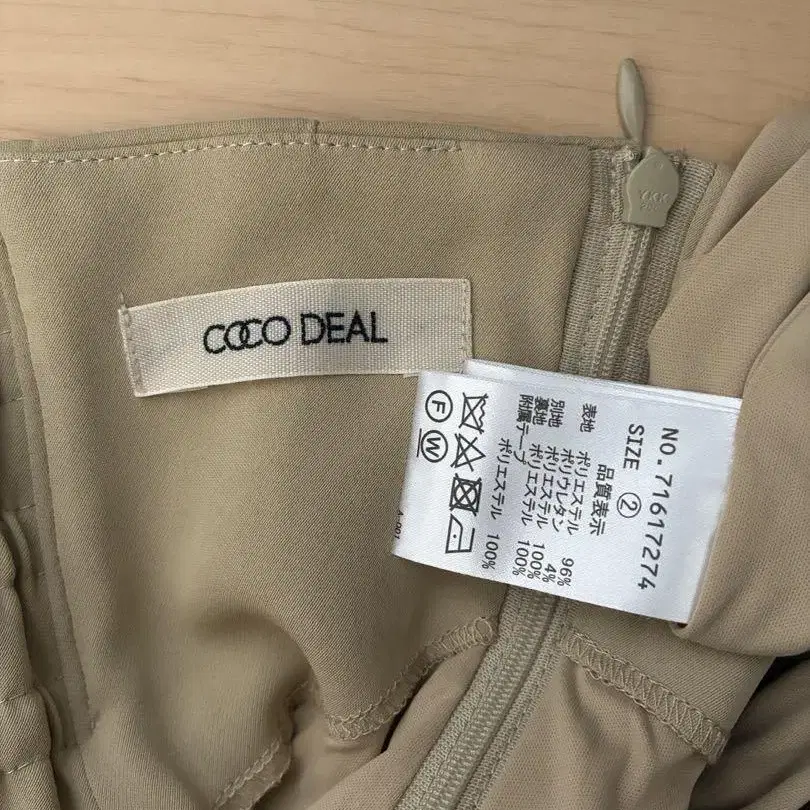 YKK
COCO DEAL
NO.71617274
SIZE ②
品質表示
表地 ポリエステル 96%
ポリウレタン 4%
別地 ポリエステル 100%
裏地 ポリエステル 100%
附属テープ
ポリエステル 100%
Ⓕ Ⓦ